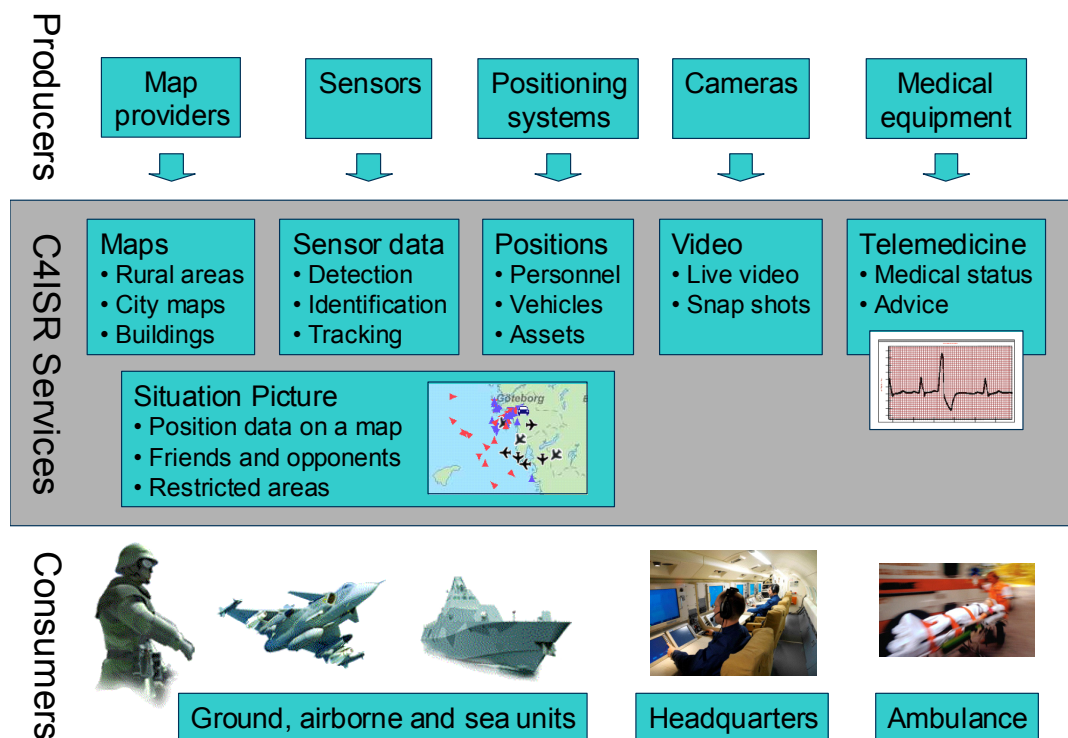 Producers
Map
providers
Sensors
Positioning
systems
Cameras
Medical
equipment
C4ISR Services
Maps
• Rural areas
• City maps
• Buildings
Sensor data
• Detection
• Identification
• Tracking
Positions
• Personnel
• Vehicles
• Assets
Video
• Live video
• Snap shots
Telemedicine
• Medical status
• Advice
Situation Picture
• Position data on a map
• Friends and opponents
• Restricted areas
Göteborg
Consumers
Ground, airborne and sea units
Headquarters
Ambulance